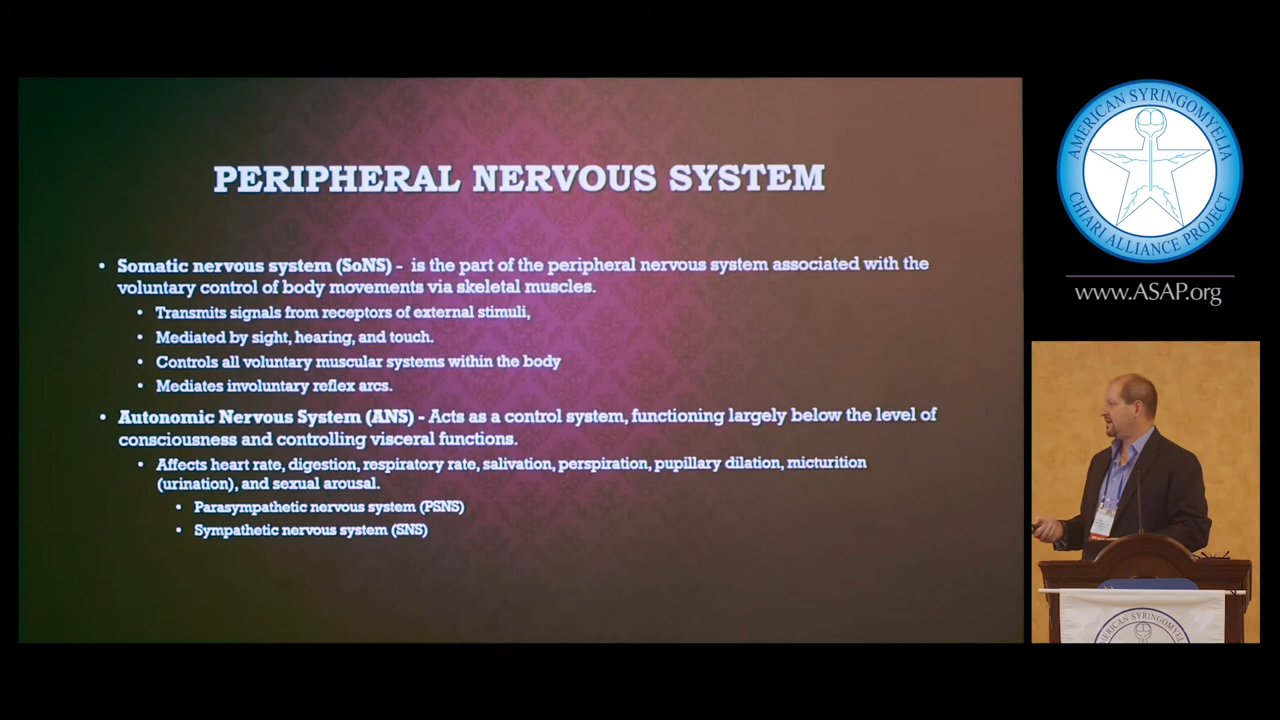 PERIPHERAL NERVOUS SYSTEM
• Somatic nervous system (SoNS) - is the part of the peripheral nervous system associated with the
voluntary control of body movements via skeletal muscles.
• Transmits signals from receptors of external stimuli,
• Mediated by sight, hearing, and touch.
• Controls all voluntary muscular systems within the body
• Mediates involuntary reflex arcs.
• Autonomic Nervous System (ANS) - Acts as a control system, functioning largely below the level of
consciousness and controlling visceral functions.
• Affects heart rate, digestion, respiratory rate, salivation, perspiration, pupillary dilation, micturition
(urination), and sexual arousal.
• Parasympathetic nervous system (PSNS)
• Sympathetic nervous system (SNS)
AMERICAN SYRINGOMYELIA
CHIARI ALLIANCE PROJECT
www.ASAP.org
AMERICAN SYRINGOMYELIA